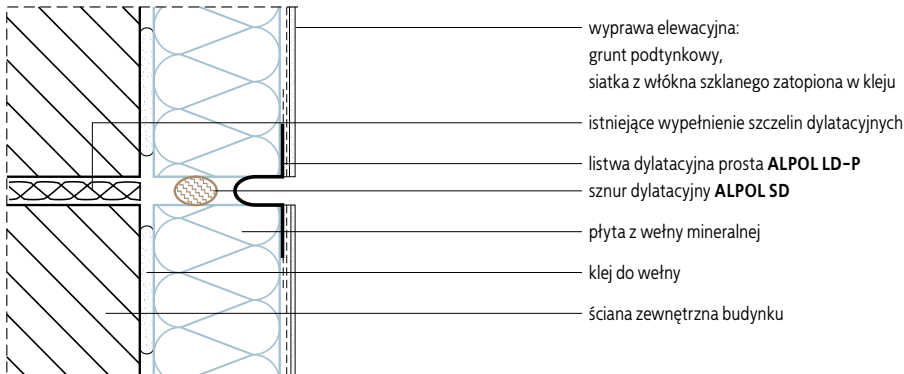 wyprawa elewacyjna:
grunt podtynkowy,
siatka z włókna szklanego zatopiona w kleju
istniejące wypełnienie szczelin dylatacyjnych
listwa dylatacyjna prosta ALPOL LD-P
sznur dylatacyjny ALPOL SD
płyta z wełny mineralnej
klej do wełny
ściana zewnętrzna budynku